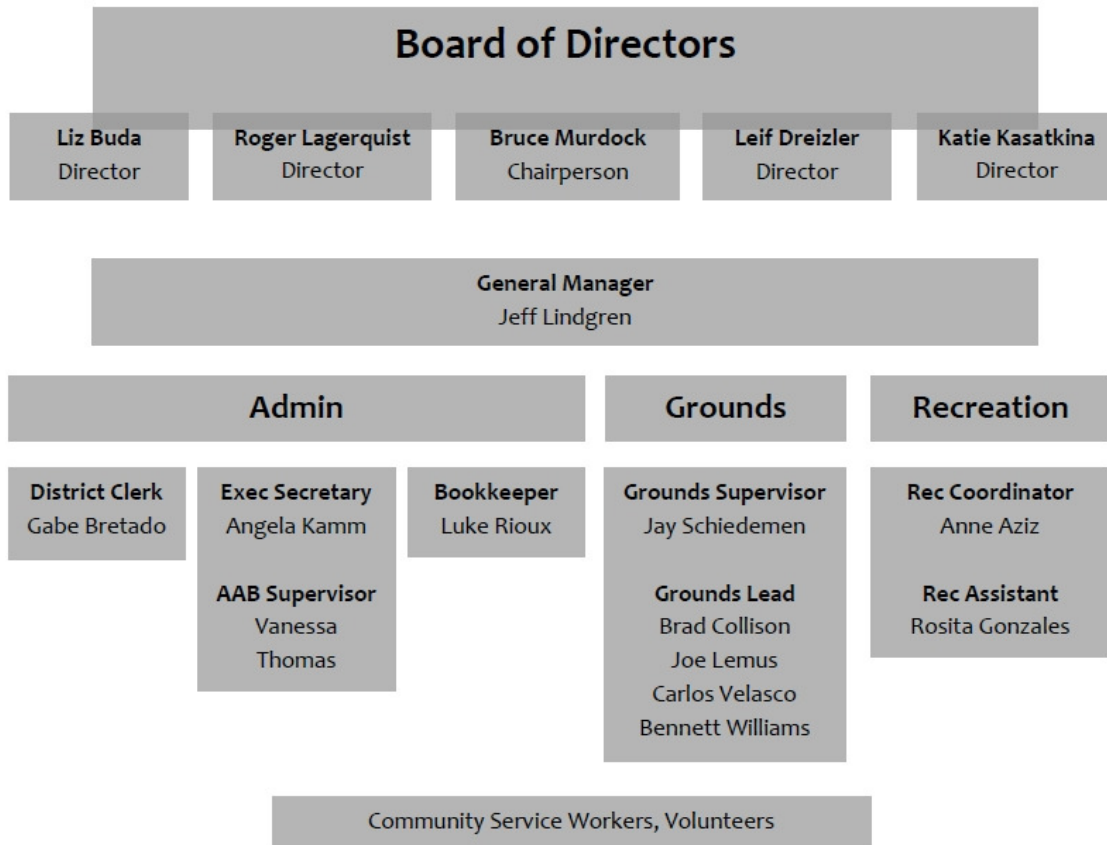 Board of Directors
Liz Buda
Director
Roger Lagerquist
Director
Bruce Murdock
Chairperson
Leif Dreizler
Director
Katie Kasatkina
Director
General Manager
Jeff Lindgren
Admin
Grounds
Recreation
District Clerk
Gabe Bretado
Exec Secretary
Angela Kamm
AAB Supervisor
Vanessa
Thomas
Bookkeeper
Luke Rioux
Grounds Supervisor
Jay Schiedemen
Grounds Lead
Brad Collison
Joe Lemus
Carlos Velasco
Bennett Williams
Rec Coordinator
Anne Aziz
Rec Assistant
Rosita Gonzales
Community Service Workers, Volunteers